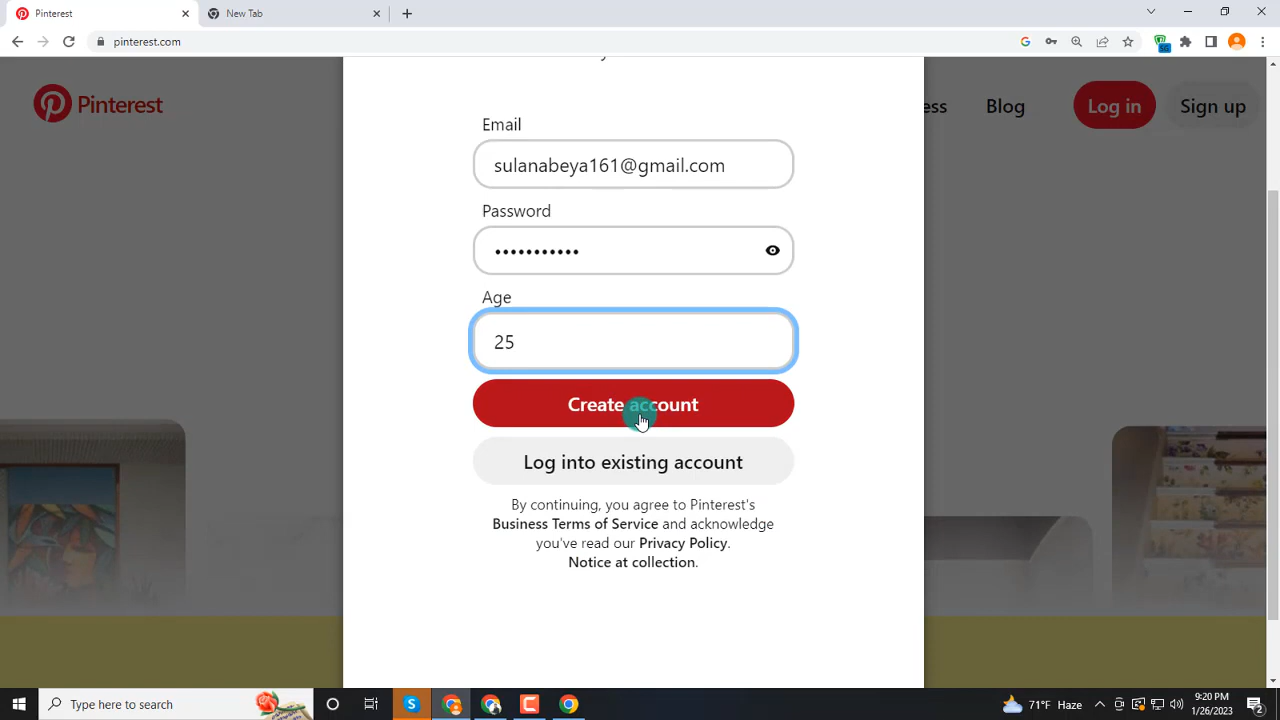 Pinterest
New Tab
pinterest.com
Pinterest
ess
Blog
Log in
Sign up
Email
sulanabeya161@gmail.com
Password
•••••••••••
Age
25
Create account
Log into existing account
By continuing, you agree to Pinterest's
Business Terms of Service and acknowledge
you've read our Privacy Policy.
Notice at collection.
Type here to search
71°F Haze
9:20 PM
1/26/2023